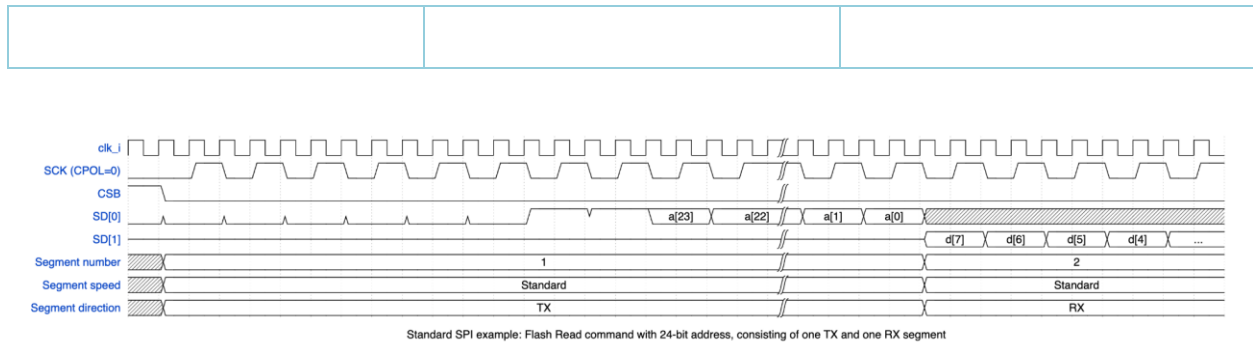 clk_i
SCK (CPOL=0)
CSB
SD[0] a[23] a[22] a[1] a[0]
SD[1] d[7] d[6] d[5] d[4] ...
Segment number 1 2
Segment speed Standard Standard
Segment direction TX RX
Standard SPI example: Flash Read command with 24-bit address, consisting of one TX and one RX segment